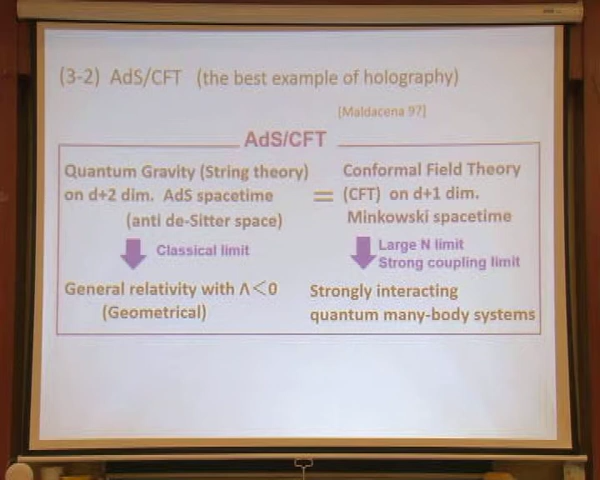 (3-2) AdS/CFT (the best example of holography)
[Maldacena 97]
AdS/CFT
Quantum Gravity (String theory)
on d+2 dim. AdS spacetime
(anti de-Sitter space)
=
Conformal Field Theory
(CFT) on d+1 dim.
Minkowski spacetime
Classical limit
Large N limit
Strong coupling limit
General relativity with Λ<0
(Geometrical)
Strongly interacting
quantum many-body systems